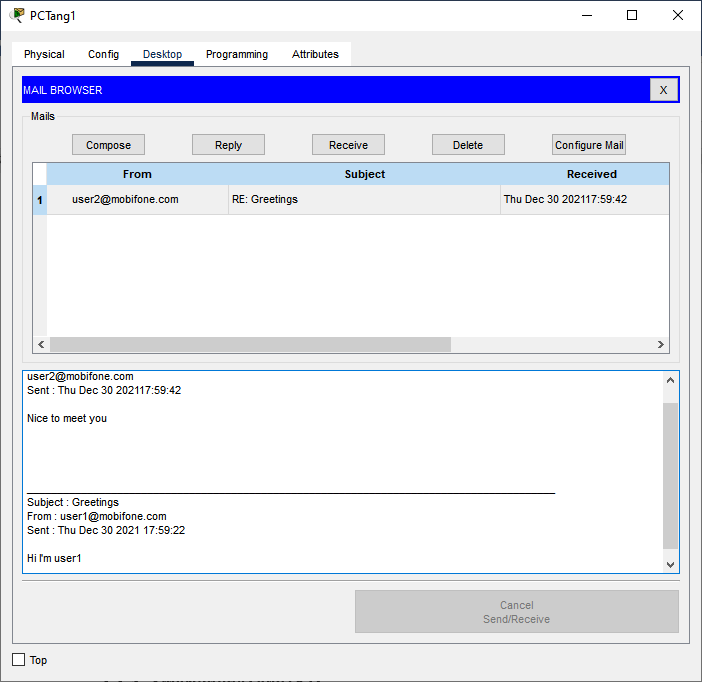 PCTang1
Physical Config Desktop Programming Attributes
MAIL BROWSER X
Mails
Compose Reply Receive Delete Configure Mail
From Subject Received
1 user2@mobifone.com RE: Greetings Thu Dec 30 202117:59:42
user2@mobifone.com
Sent : Thu Dec 30 202117:59:42
Nice to meet you
Subject : Greetings
From : user1@mobifone.com
Sent : Thu Dec 30 2021 17:59:22
Hi I'm user1
Cancel
Send/Receive
Top